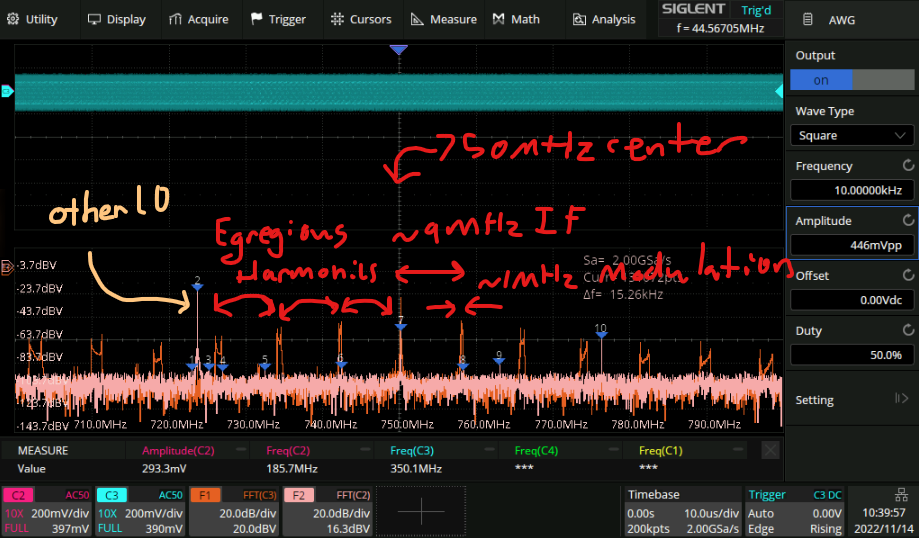 Utility Display Acquire Trigger Cursors Measure Math Analysis SIGLENT Trig'd
f = 44.56705MHz
AWG
Output
on
Wave Type
Square
Frequency
10.00000kHz
Amplitude
446mVpp
Offset
0.00Vdc
Duty
50.0%
Setting
750MHz center
other LO
Egregious
Harmonis
~9MHz If
~1MHz Modulation
Sa= 2.00GSa/s
Δf= 15.26kHz
-3.7dBV
-23.7dBV
-43.7dBV
-63.7dBV
-83.7dBV
-123.7dBV
-143.7dBV
2 7 10
1 3 4 5 6 8 9
710.0MHz 720.0MHz 730.0MHz 740.0MHz 750.0MHz 760.0MHz 770.0MHz 780.0MHz 790.0MHz
MEASURE Amplitude(C2) Freq(C2) Freq(C3) Freq(C4) Freq(C1)
Value 293.3mV 185.7MHz 350.1MHz *** ***
C2 AC50 C3 AC50 F1 FFT(C3) F2 FFT(C2) Timebase Trigger C3 DC
10X 200mV/div 10X 200mV/div 20.0dB/div 20.0dB/div 0.00s 10.0us/div Auto 0.00V 10:39:57
FULL 397mV FULL 390mV 20.0dBV 16.3dBV 200kpts 2.00GSa/s Edge Rising 2022/11/14